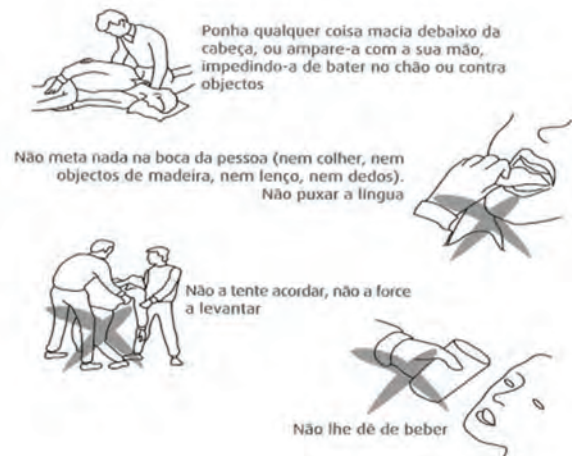 Ponha qualquer coisa macia debaixo da
cabeça, ou ampare-a com a sua mão,
impedindo-a de bater no chão ou contra
objectos
Não meta nada na boca da pessoa (nem colher, nem
objectos de madeira, nem lenço, nem dedos).
Não puxar a língua
Não a tente acordar, não a force
a levantar
Não lhe dê de beber